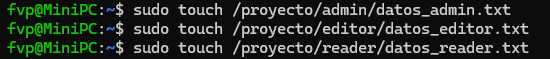 fvp@MiniPC:~$ sudo touch /proyecto/admin/datos_admin.txt
fvp@MiniPC:~$ sudo touch /proyecto/editor/datos_editor.txt
fvp@MiniPC:~$ sudo touch /proyecto/reader/datos_reader.txt